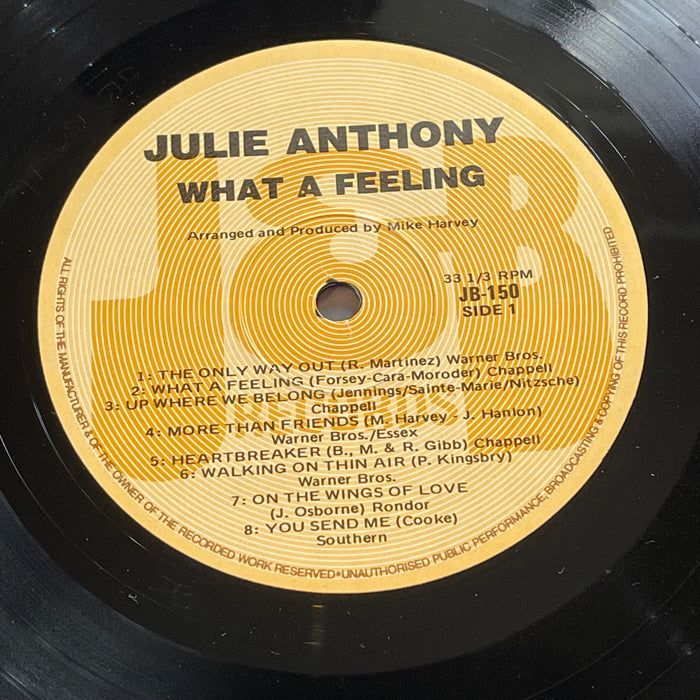 JULIE ANTHONY
WHAT A FEELING
Arranged and Produced by Mike Harvey
33 1/3 RPM
JB-150
SIDE 1
1: THE ONLY WAY OUT (R. Martinez) Warner Bros.
2: WHAT A FEELING (Forsey-Cara-Moroder) Chappell
3: UP WHERE WE BELONG (Jennings/Sainte-Marie/Nitzsche)
Chappell
4: MORE THAN FRIENDS (M. Harvey - J. Hanlon)
Warner Bros./Essex
5: HEARTBREAKER (B., M. & R. Gibb) Chappell
6: WALKING ON THIN AIR (P. Kingsbry)
Warner Bros.
7: ON THE WINGS OF LOVE
(J. Osborne) Rondor
8: YOU SEND ME (Cooke)
Southern
ALL RIGHTS OF THE MANUFACTURER & OF THE OWNER OF THE RECORDED WORK RESERVED•UNAUTHORISED PUBLIC PERFORMANCE, BROADCASTING & COPYING OF THIS RECORD PROHIBITED
J&B